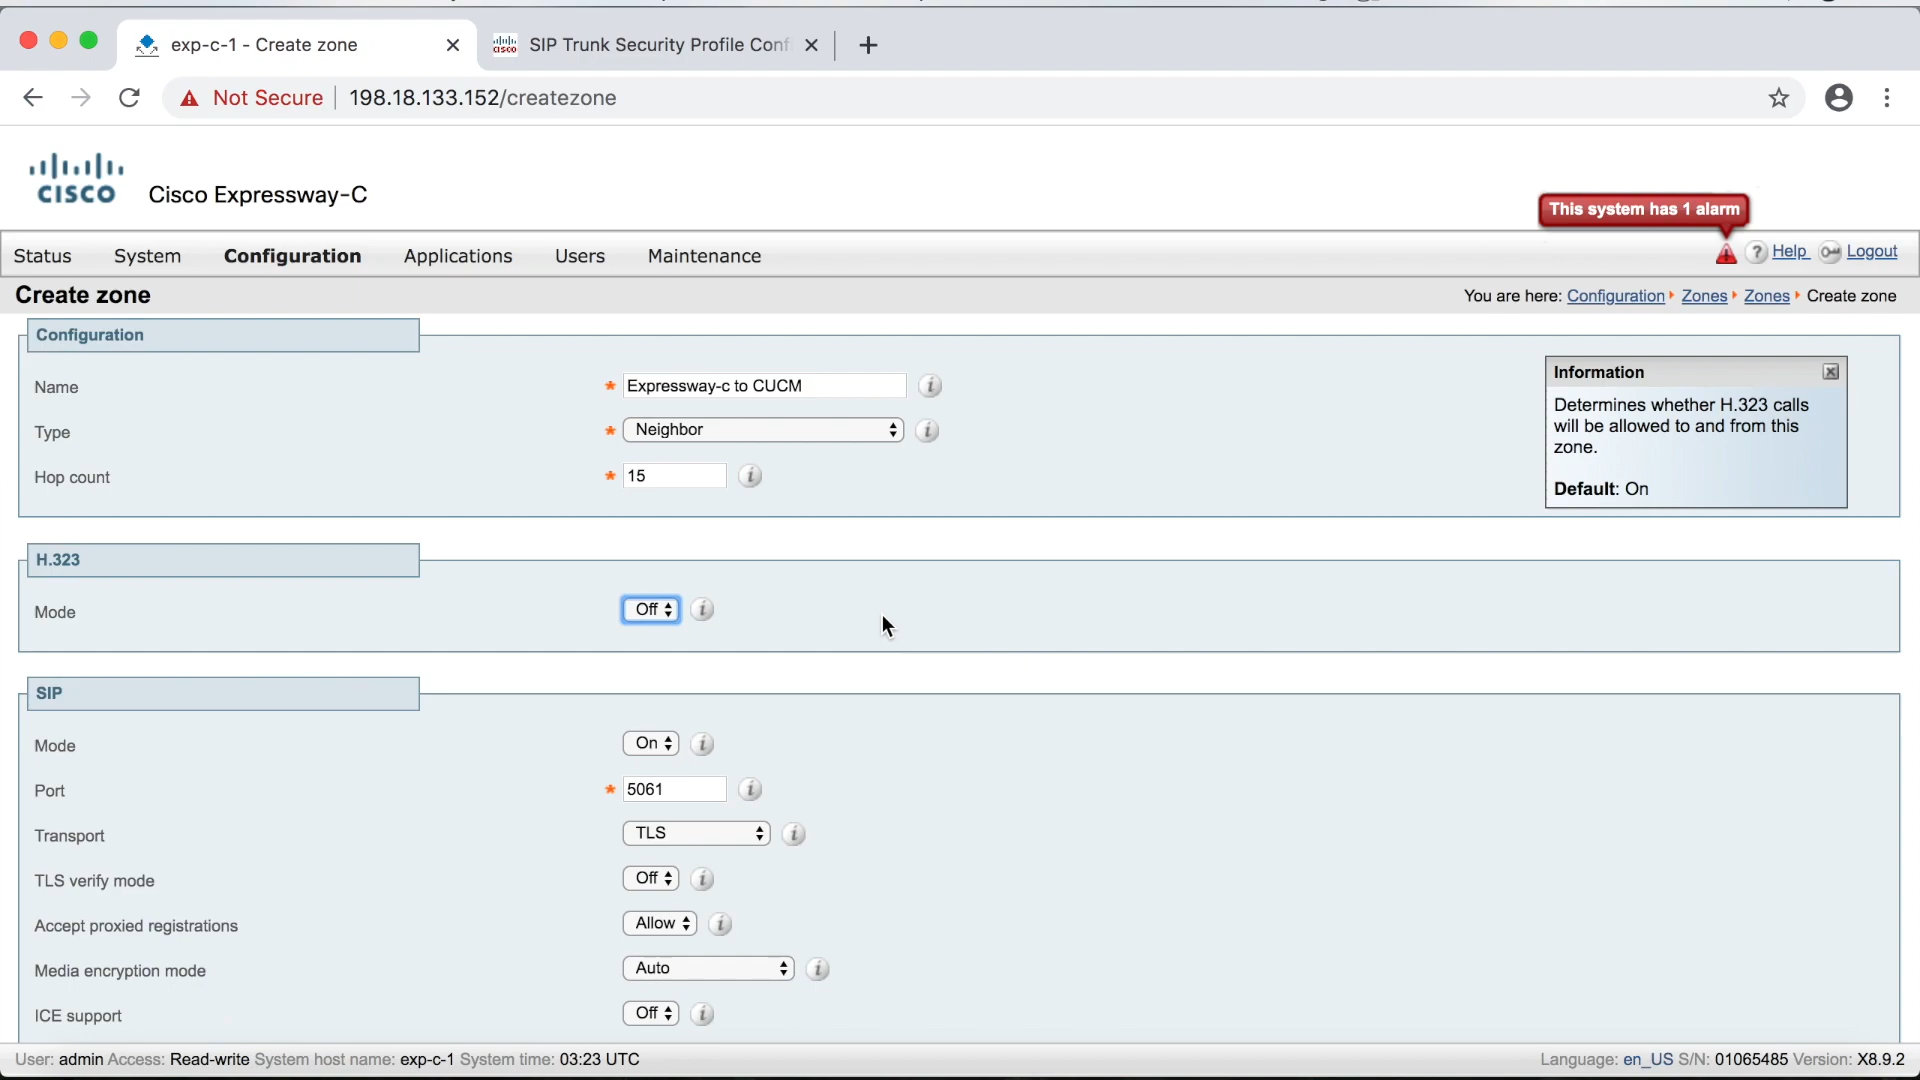 exp-c-1 - Create zone
SIP Trunk Security Profile Conf
Not Secure 198.18.133.152/createzone
CISCO Cisco Expressway-C
This system has 1 alarm
Status System Configuration Applications Users Maintenance
Help Logout
Create zone
You are here: Configuration Zones Zones Create zone
Configuration
Name * Expressway-c to CUCM
Type * Neighbor
Hop count * 15
Information
Determines whether H.323 calls
will be allowed to and from this
zone.
Default: On
H.323
Mode Off
SIP
Mode On
Port * 5061
Transport TLS
TLS verify mode Off
Accept proxied registrations Allow
Media encryption mode Auto
ICE support Off
User: admin Access: Read-write System host name: exp-c-1 System time: 03:23 UTC
Language: en_US S/N: 01065485 Version: X8.9.2